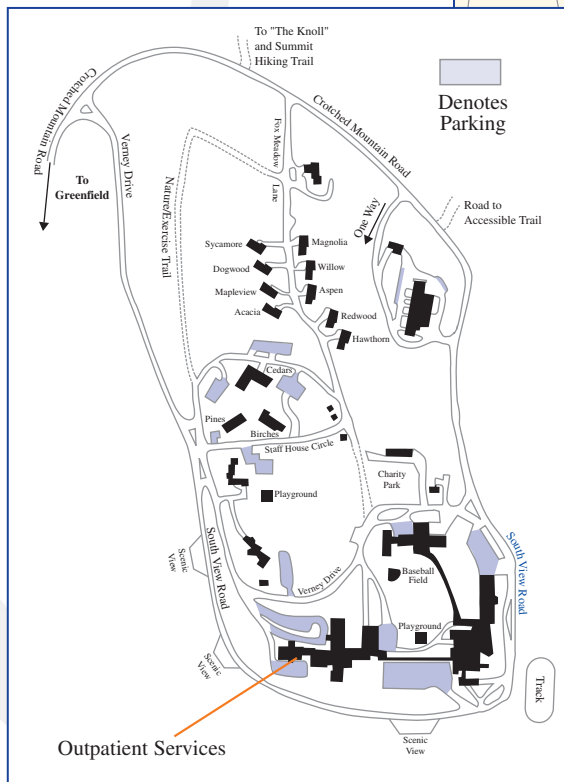 To "The Knoll"
and Summit
Hiking Trail
Denotes
Parking
Crotched Mountain Road
Crotched Mountain Road
Verney Drive
To
Greenfield
Nature/Exercise Trail
Fox Meadow
Lane
One Way
Road to
Accessible Trail
Sycamore
Magnolia
Dogwood
Willow
Mapleview
Aspen
Acacia
Redwood
Hawthorn
Cedars
Pines
Birches
Staff House Circle
Charity
Park
Playground
South View Road
Scenic
View
Verney Drive
Baseball
Field
South View Road
Playground
Scenic
View
Track
Scenic
View
Outpatient Services